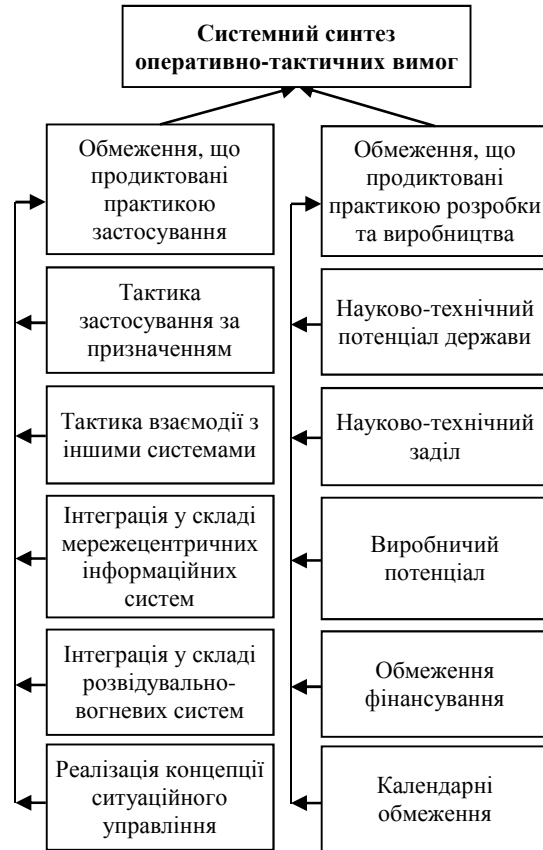 Системний синтез
оперативно-тактичних вимог
Обмеження, що
продиктовані
практикою
застосування
Тактика
застосування за
призначенням
Тактика взаємодії з
іншими системами
Інтеграція у складі
мережецентричних
інформаційних
систем
Інтеграція у складі
розвідувально-
вогневих систем
Реалізація концепції
ситуаційного
управління
Обмеження, що
продиктовані
практикою розробки
та виробництва
Науково-технічний
потенціал держави
Науково-технічний
заділ
Виробничий
потенціал
Обмеження
фінансування
Календарні
обмеження